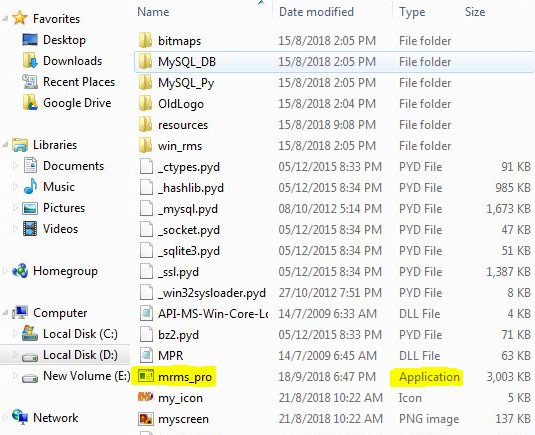 Favorites
Desktop
Downloads
Recent Places
Google Drive
Libraries
Documents
Music
Pictures
Videos
Homegroup
Computer
Local Disk (C:)
Local Disk (D:)
New Volume (E:)
Network
Name Date modified Type Size
bitmaps 15/8/2018 2:05 PM File folder
MySQL_DB 15/8/2018 2:05 PM File folder
MySQL_Py 15/8/2018 2:05 PM File folder
OldLogo 15/8/2018 2:04 PM File folder
resources 15/8/2018 9:08 PM File folder
win_rms 15/8/2018 2:05 PM File folder
_ctypes.pyd 05/12/2015 8:33 PM PYD File 91 KB
_hashlib.pyd 05/12/2015 8:34 PM PYD File 985 KB
_mysql.pyd 08/10/2012 5:14 PM PYD File 1,673 KB
_socket.pyd 05/12/2015 8:33 PM PYD File 47 KB
_sqlite3.pyd 05/12/2015 8:34 PM PYD File 51 KB
_ssl.pyd 05/12/2015 8:34 PM PYD File 1,387 KB
_win32sysloader.pyd 27/10/2012 7:51 PM PYD File 8 KB
API-MS-Win-Core-Lo 14/7/2009 6:33 AM DLL File 4 KB
bz2.pyd 05/12/2015 8:33 PM PYD File 71 KB
MPR 14/7/2009 6:45 AM DLL File 63 KB
mrms_pro 18/9/2018 6:47 PM Application 3,003 KB
my_icon 21/8/2018 10:22 AM Icon 5 KB
myscreen 21/8/2018 10:22 AM PNG image 137 KB